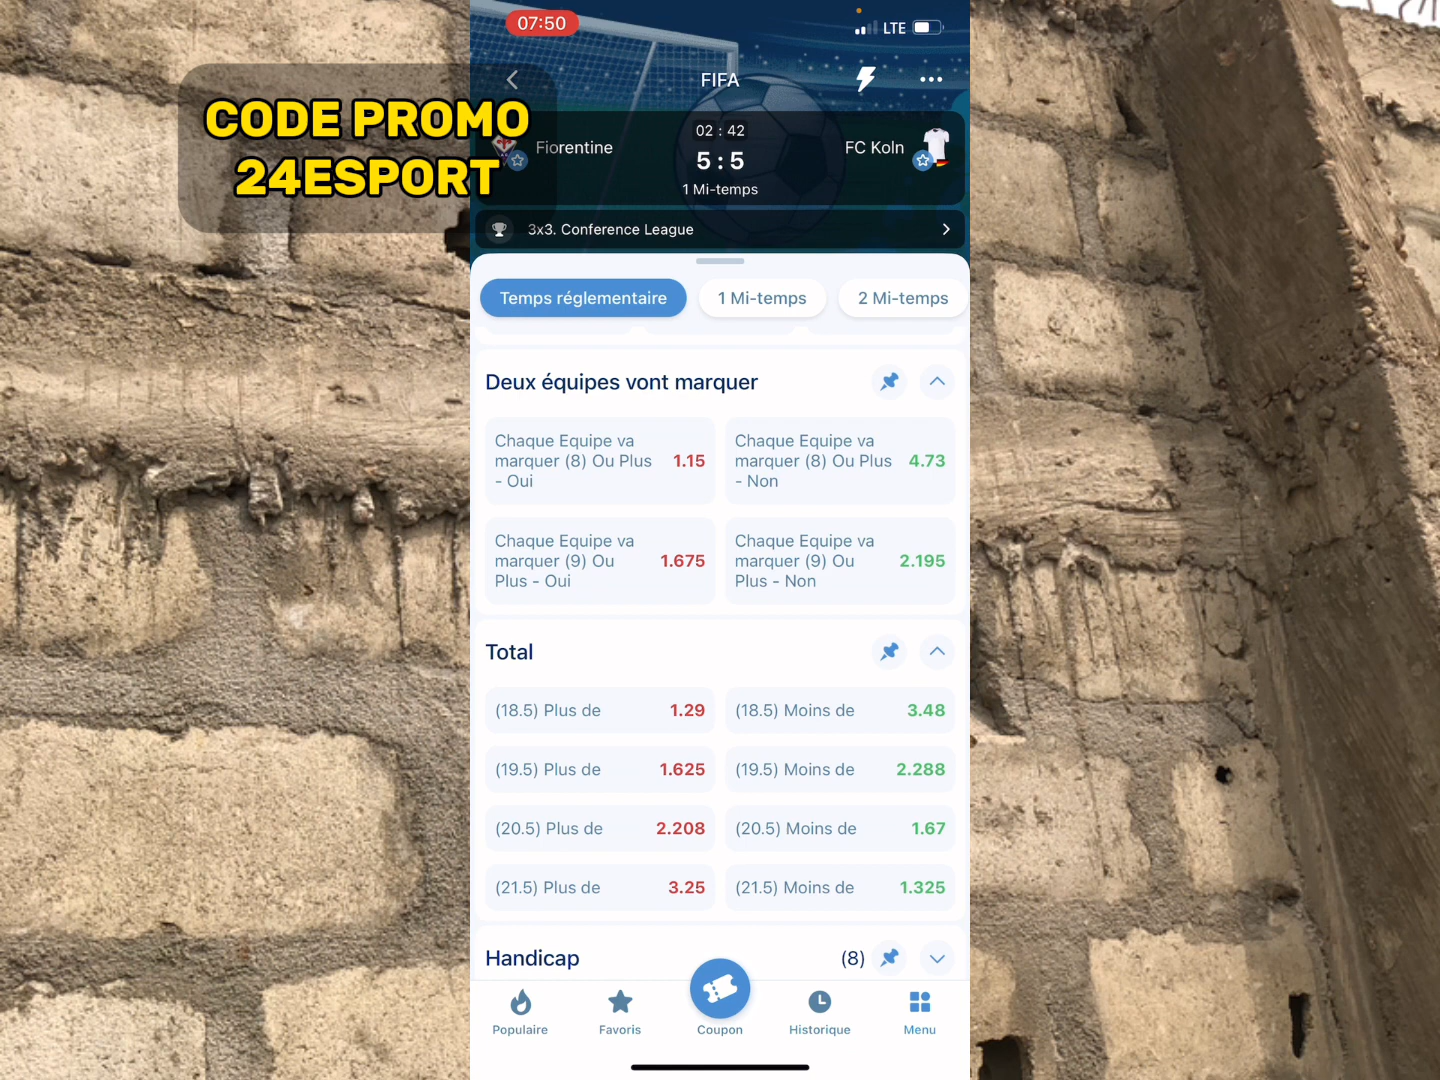 07:50
LTE
FIFA
CODE PROMO
24ESPORT
Fiorentine
02 : 42
5 : 5
1 Mi-temps
FC Koln
3x3. Conference League
Temps réglementaire
1 Mi-temps
2 Mi-temps
Deux équipes vont marquer
Chaque Equipe va
marquer (8) Ou Plus
- Oui
1.15
Chaque Equipe va
marquer (8) Ou Plus
- Non
4.73
Chaque Equipe va
marquer (9) Ou
Plus - Oui
1.675
Chaque Equipe va
marquer (9) Ou
Plus - Non
2.195
Total
(18.5) Plus de 1.29
(18.5) Moins de 3.48
(19.5) Plus de 1.625
(19.5) Moins de 2.288
(20.5) Plus de 2.208
(20.5) Moins de 1.67
(21.5) Plus de 3.25
(21.5) Moins de 1.325
Handicap (8)
Populaire
Favoris
Coupon
Historique
Menu